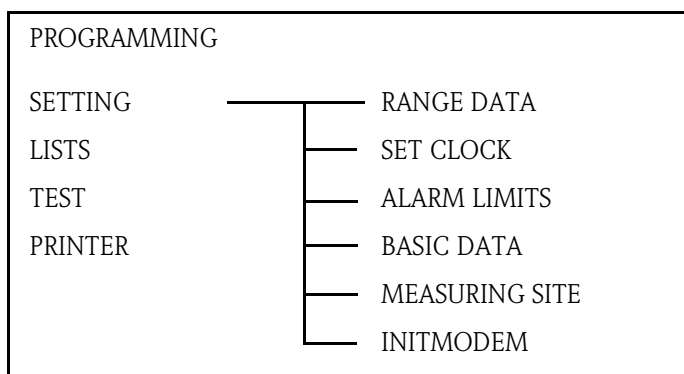 PROGRAMMING
SETTING
LISTS
TEST
PRINTER
RANGE DATA
SET CLOCK
ALARM LIMITS
BASIC DATA
MEASURING SITE
INITMODEM